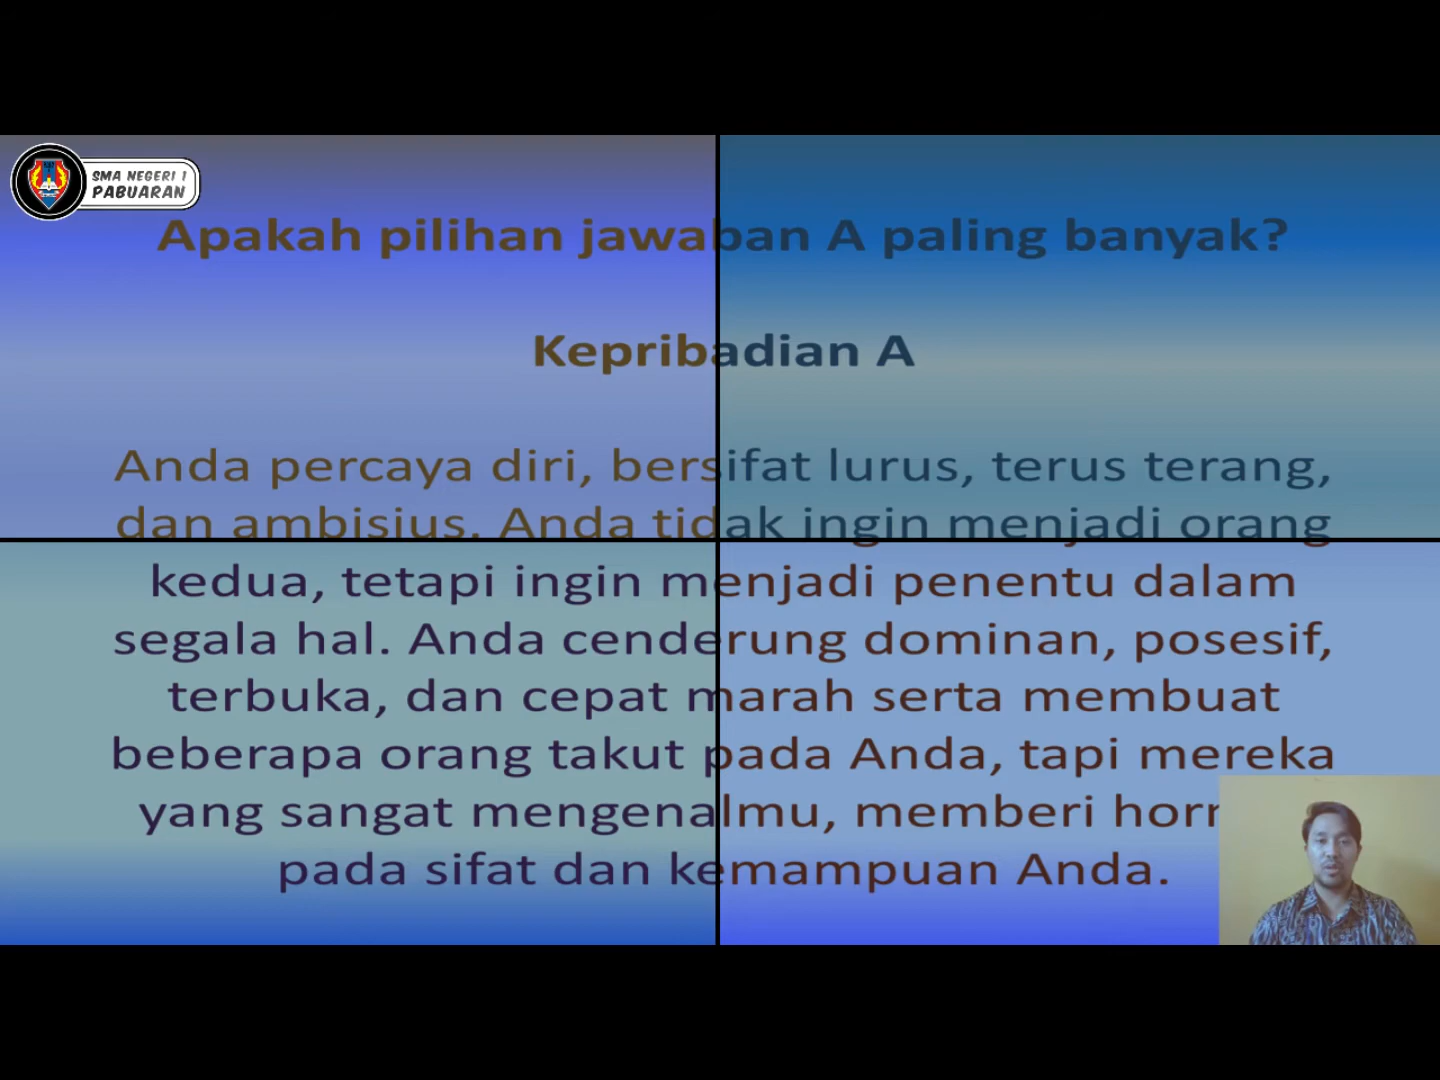 SMA NEGERI 1
PABUARAN
Apakah pilihan jawaban A paling banyak?
Kepribadian A
Anda percaya diri, bersifat lurus, terus terang,
dan ambisius. Anda tidak ingin menjadi orang
kedua, tetapi ingin menjadi penentu dalam
segala hal. Anda cenderung dominan, posesif,
terbuka, dan cepat marah serta membuat
beberapa orang takut pada Anda, tapi mereka
yang sangat mengenalmu, memberi
pada sifat dan kemampuan Anda.